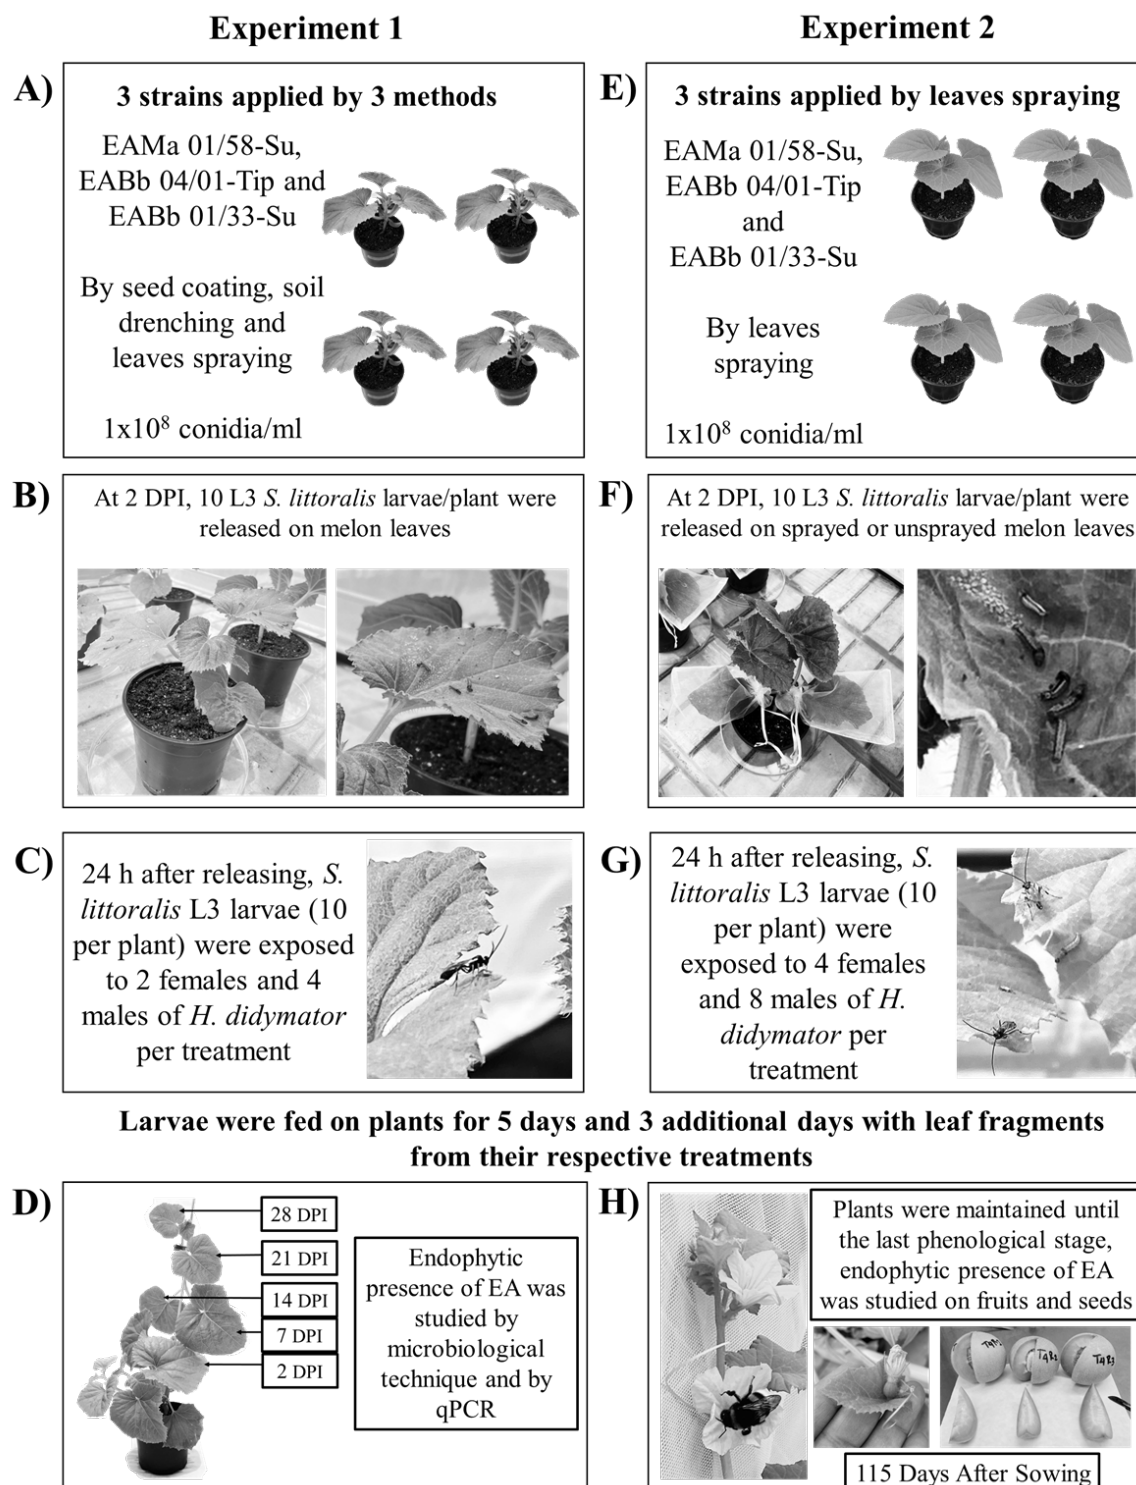 Experiment 1
A)
3 strains applied by 3 methods
EAMa 01/58-Su,
EABb 04/01-Tip and
EABb 01/33-Su
By seed coating, soil
drenching and
leaves spraying
1x10⁸ conidia/ml
B)
At 2 DPI, 10 L3 S. littoralis larvae/plant were
released on melon leaves
C)
24 h after releasing, S.
littoralis L3 larvae (10
per plant) were exposed
to 2 females and 4
males of H. didymator
per treatment
Experiment 2
E)
3 strains applied by leaves spraying
EAMa 01/58-Su,
EABb 04/01-Tip
and
EABb 01/33-Su
By leaves
spraying
1x10⁸ conidia/ml
F)
At 2 DPI, 10 L3 S. littoralis larvae/plant were
released on sprayed or unsprayed melon leaves
G)
24 h after releasing, S.
littoralis L3 larvae (10
per plant) were
exposed to 4 females
and 8 males of H.
didymator per
treatment
Larvae were fed on plants for 5 days and 3 additional days with leaf fragments
from their respective treatments
D)
28 DPI
21 DPI
14 DPI
7 DPI
2 DPI
Endophytic
presence of EA was
studied by
microbiological
technique and by
qPCR
H)
Plants were maintained until
the last phenological stage,
endophytic presence of EA
was studied on fruits and seeds
115 Days After Sowing